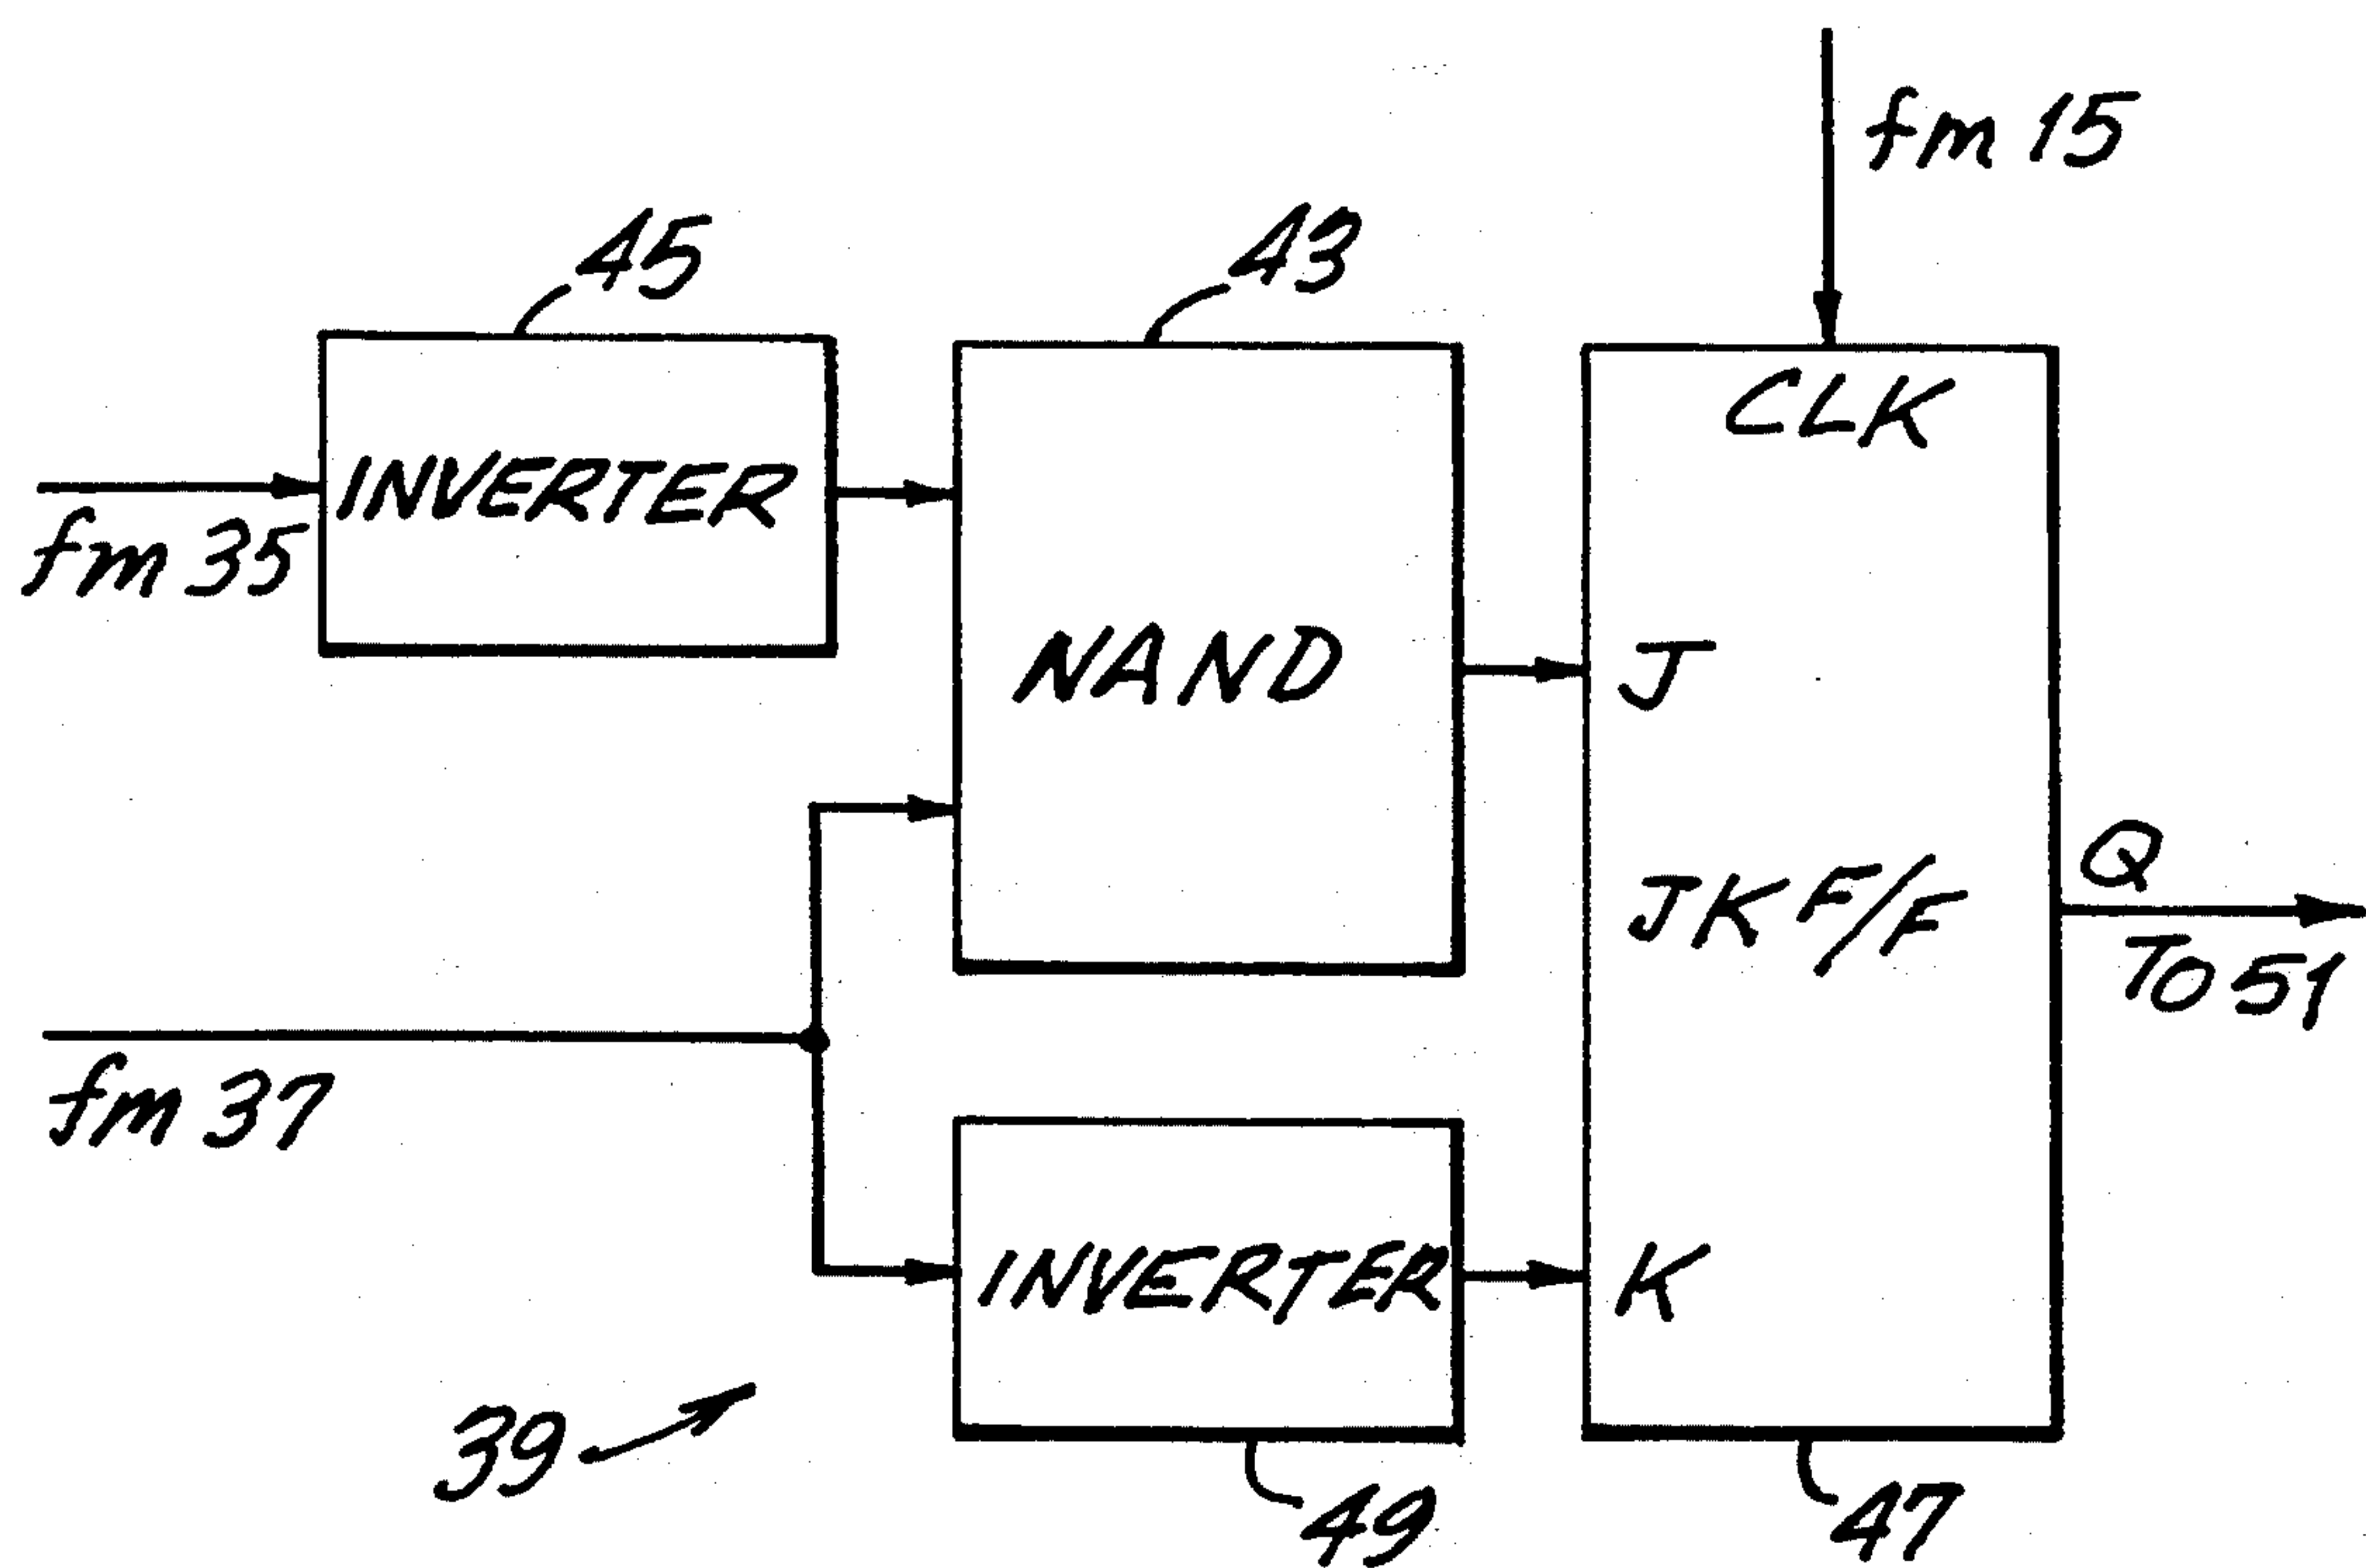 fm 15
45
43
CLK
INVERTER
fm 35
NAND
J
JK F/F
Q
TO 51
fm 37
INVERTER
K
39
49
47